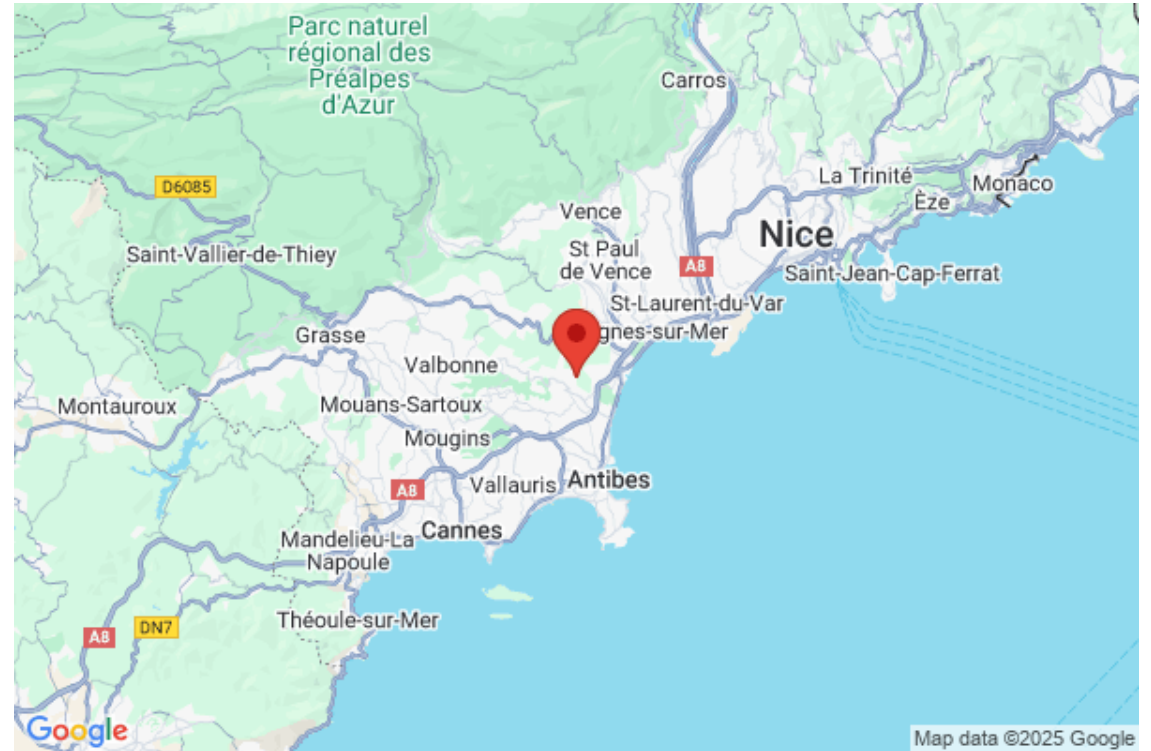 Parc naturel
régional des
Préalpes
d'Azur
Carros
La Trinité
Monaco
D6085
Èze
Vence
Nice
Saint-Vallier-de-Thiey
St Paul
de Vence
A8
Saint-Jean-Cap-Ferrat
St-Laurent-du-Var
Grasse
gnes-sur-Mer
Valbonne
Montauroux
Mouans-Sartoux
Mougins
A8
Vallauris
Antibes
Cannes
Mandelieu-La
Napoule
Théoule-sur-Mer
A8
DN7
Google
Map data ©2025 Google